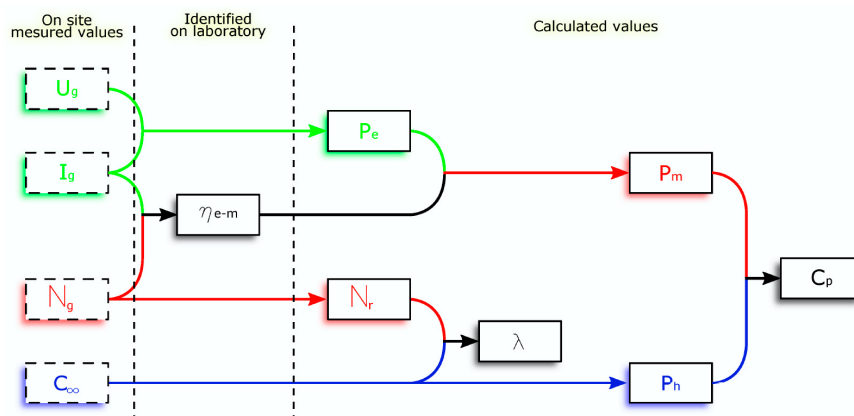 On site
mesured values
Identified
on laboratory
Calculated values
Ug
Ig
Ng
C∞
ηe-m
Pe
Nr
λ
Pm
Ph
Cp